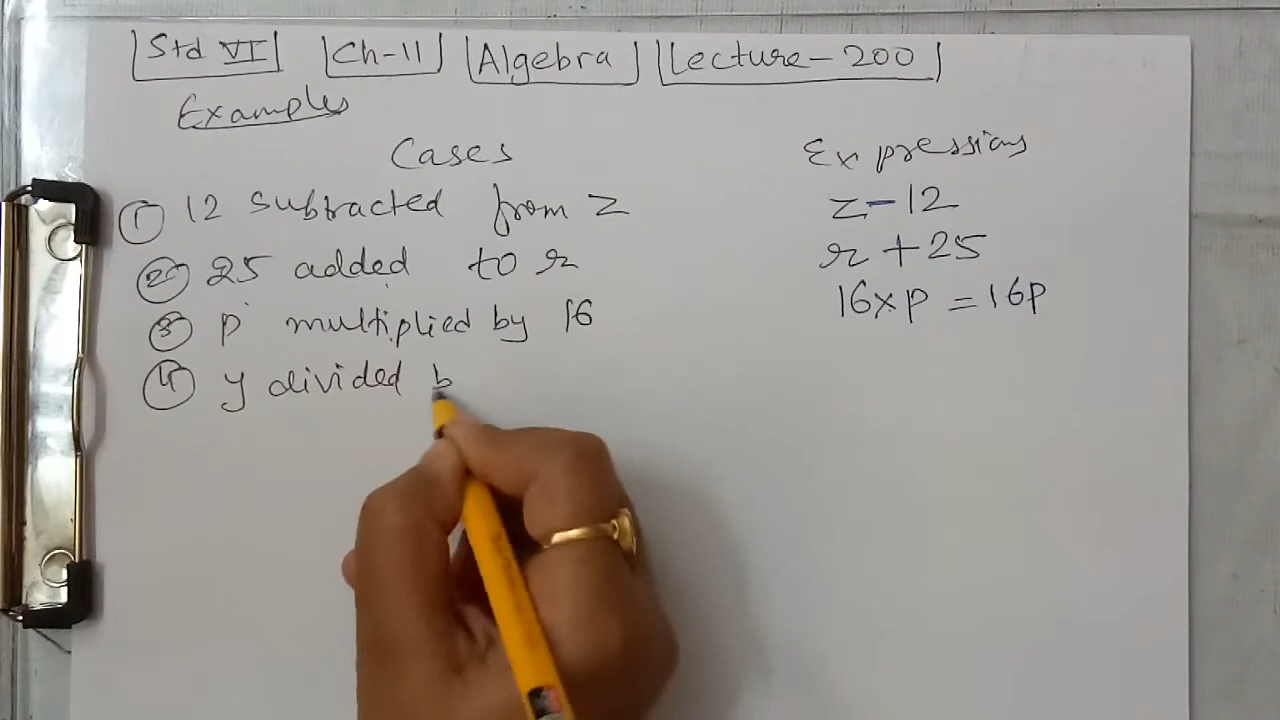 Std VI Ch-11 Algebra Lecture-200
Examples
Cases Expressions
① 12 subtracted from z z-12
② 25 added to r r+25
③ p multiplied by 16 16×p=16p
④ y divided b